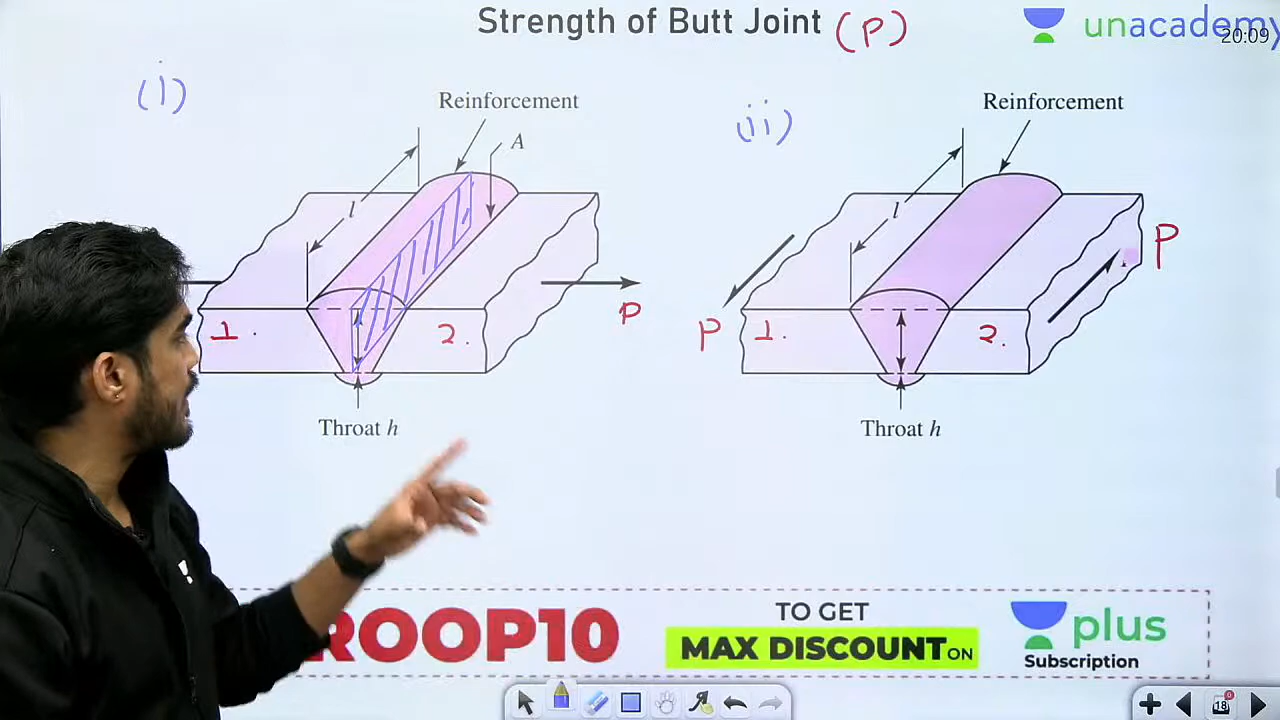 Strength of Butt Joint (P)
unacademy
20:09
(i)
Reinforcement
A
l
P
1.
2.
Throat h
(ii)
Reinforcement
l
P
P
1.
2.
Throat h
ROOP10
TO GET
MAX DISCOUNT ON
plus
Subscription
18